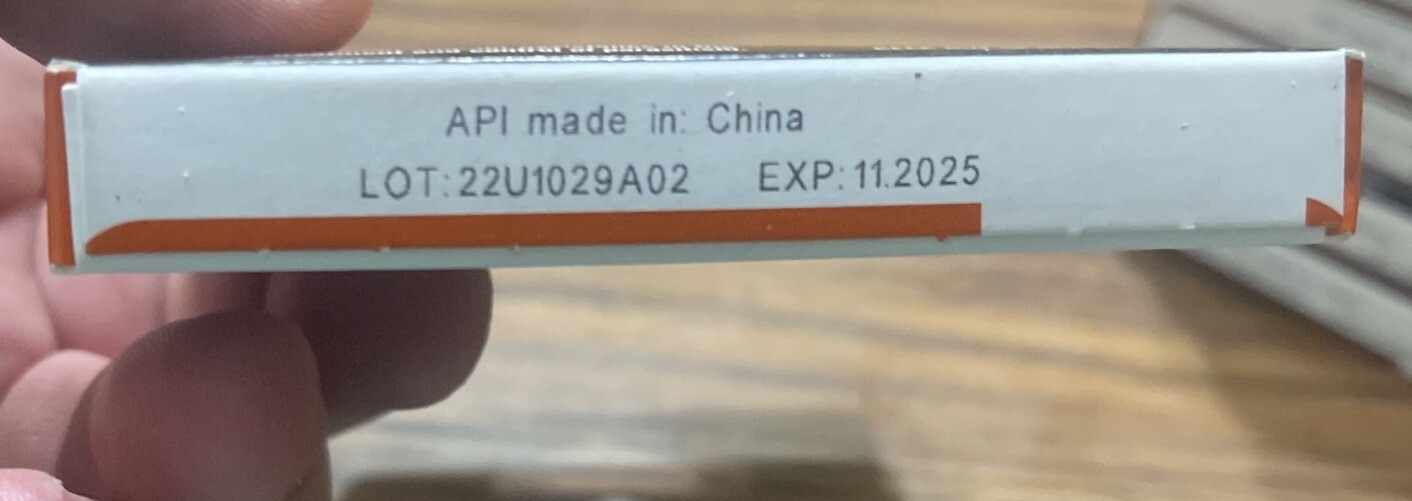 API made in: China
LOT:22U1029A02 EXP:11.2025